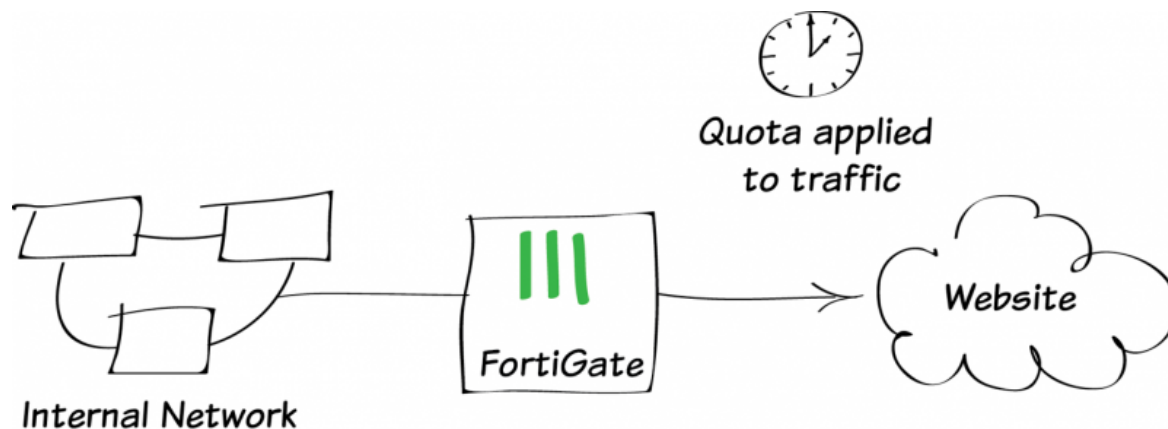 Quota applied
to traffic
Website
FortiGate
Internal Network